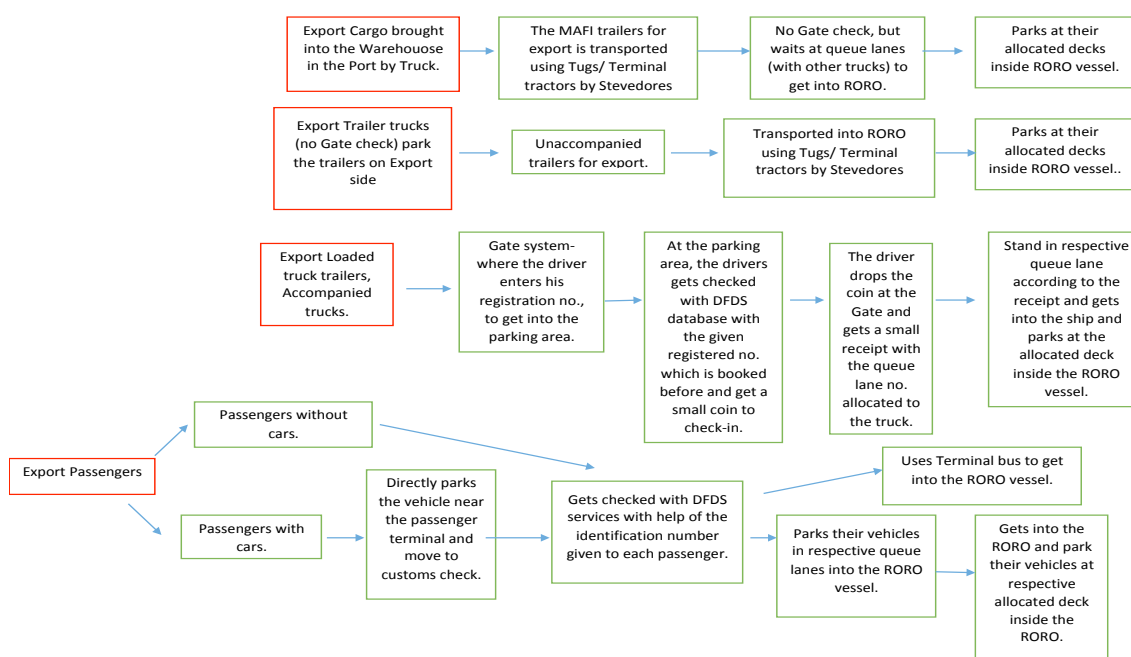 Export Cargo brought
into the Warehouose
in the Port by Truck.
The MAFI trailers for
export is transported
using Tugs/ Terminal
tractors by Stevedores
No Gate check, but
waits at queue lanes
(with other trucks) to
get into RORO.
Parks at their
allocated decks
inside RORO vessel.
Export Trailer trucks
(no Gate check) park
the trailers on Export
side
Unaccompanied
trailers for export.
Transported into RORO
using Tugs/ Terminal
tractors by Stevedores
Parks at their
allocated decks
inside RORO vessel..
Export Loaded
truck trailers,
Accompanied
trucks.
Gate system-
where the driver
enters his
registration no.,
to get into the
parking area.
At the parking
area, the drivers
gets checked
with DFDS
database with
the given
registered no.
which is booked
before and get a
small coin to
check-in.
The driver
drops the
coin at the
Gate and
gets a small
receipt with
the queue
lane no.
allocated to
the truck.
Stand in respective
queue lane
according to the
receipt and gets
into the ship and
parks at the
allocated deck
inside the RORO
vessel.
Export Passengers
Passengers without
cars.
Passengers with
cars.
Directly parks
the vehicle near
the passenger
terminal and
move to
customs check.
Gets checked with DFDS
services with help of the
identification number
given to each passenger.
Uses Terminal bus to get
into the RORO vessel.
Parks their vehicles
in respective queue
lanes into the RORO
vessel.
Gets into the
RORO and park
their vehicles at
respective
allocated deck
inside the
RORO.